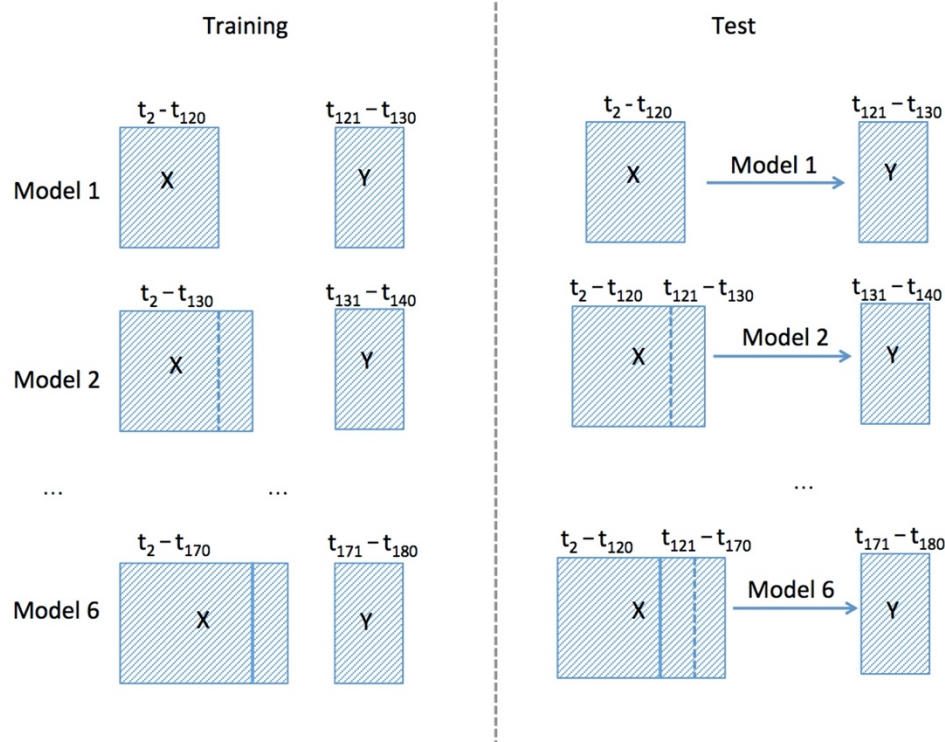 Training
Test
t2 - t120
t121 – t130
t2 - t120
t121 – t130
Model 1
X
Y
X
Model 1
Y
t2 – t130
t131 – t140
t2 – t120
t121 – t130
t131 – t140
Model 2
X
Y
X
Model 2
Y
...
...
...
t2 – t170
t171 – t180
t2 – t120
t121 – t170
t171 – t180
Model 6
X
Y
X
Model 6
Y